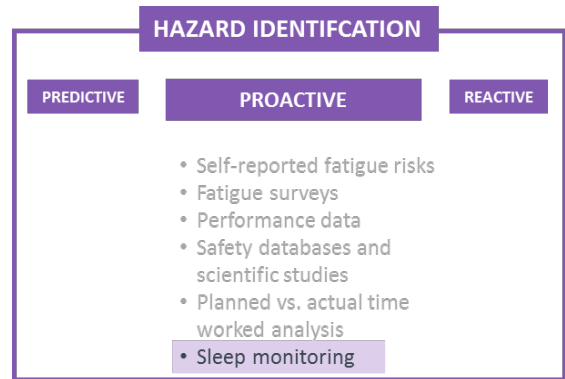 HAZARD IDENTIFCATION
PREDICTIVE
PROACTIVE
REACTIVE
• Self-reported fatigue risks
• Fatigue surveys
• Performance data
• Safety databases and
scientific studies
• Planned vs. actual time
worked analysis
• Sleep monitoring